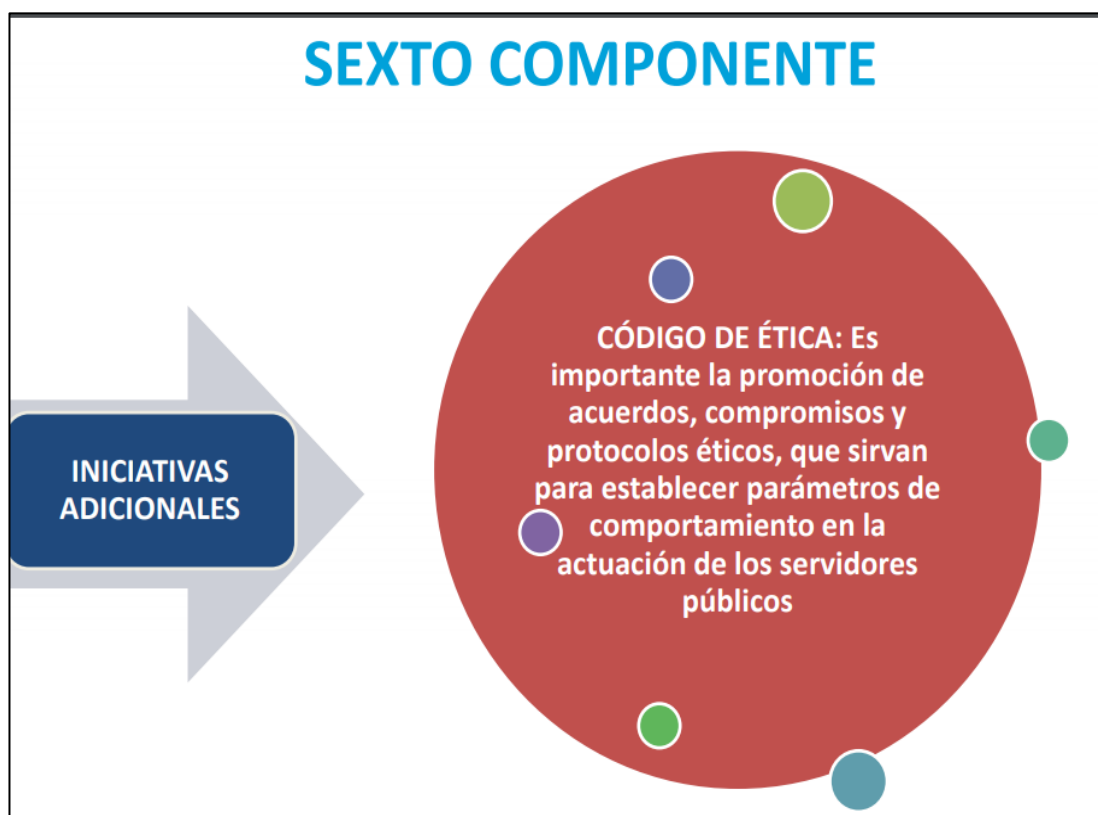 SEXTO COMPONENTE
INICIATIVAS
ADICIONALES
CÓDIGO DE ÉTICA: Es
importante la promoción de
acuerdos, compromisos y
protocolos éticos, que sirvan
para establecer parámetros de
comportamiento en la
actuación de los servidores
públicos